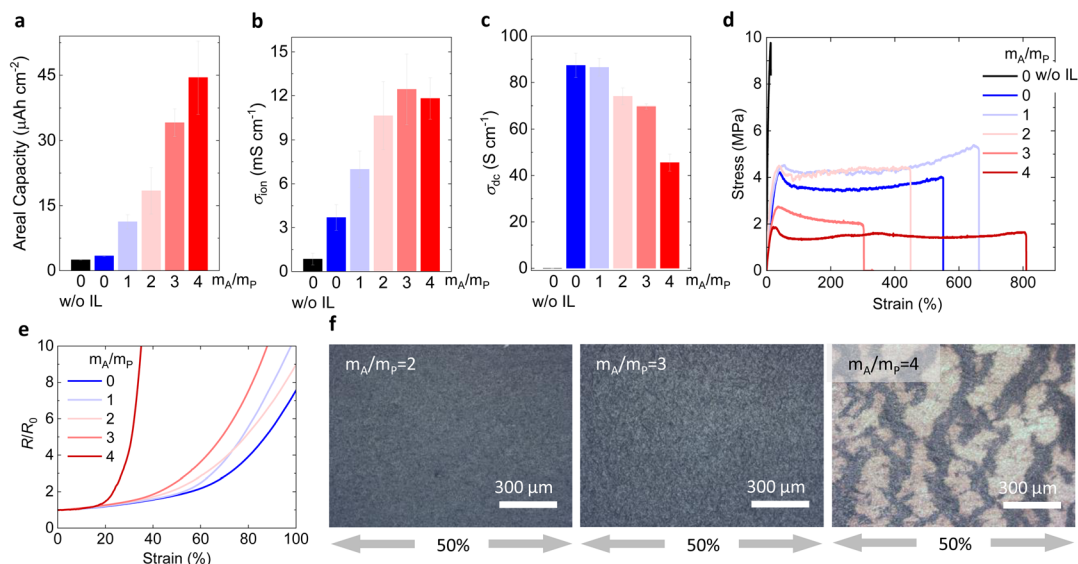 a
Areal Capacity (μAh cm⁻²)
45
30
15
0
0 0 1 2 3 4 mA/mP
w/o IL
b
σion (mS cm⁻¹)
15
12
9
6
3
0
0 0 1 2 3 4 mA/mP
w/o IL
c
σdc (S cm⁻¹)
100
80
60
40
20
0
0 0 1 2 3 4 mA/mP
w/o IL
d
Stress (MPa)
10
8
6
4
2
0
0 200 400 600 800
Strain (%)
mA/mP
0 w/o IL
0
1
2
3
4
e
R/R0
10
8
6
4
2
0
0 20 40 60 80 100
Strain (%)
mA/mP
0
1
2
3
4
f
mA/mP=2
300 μm
50%
mA/mP=3
300 μm
50%
mA/mP=4
300 μm
50%